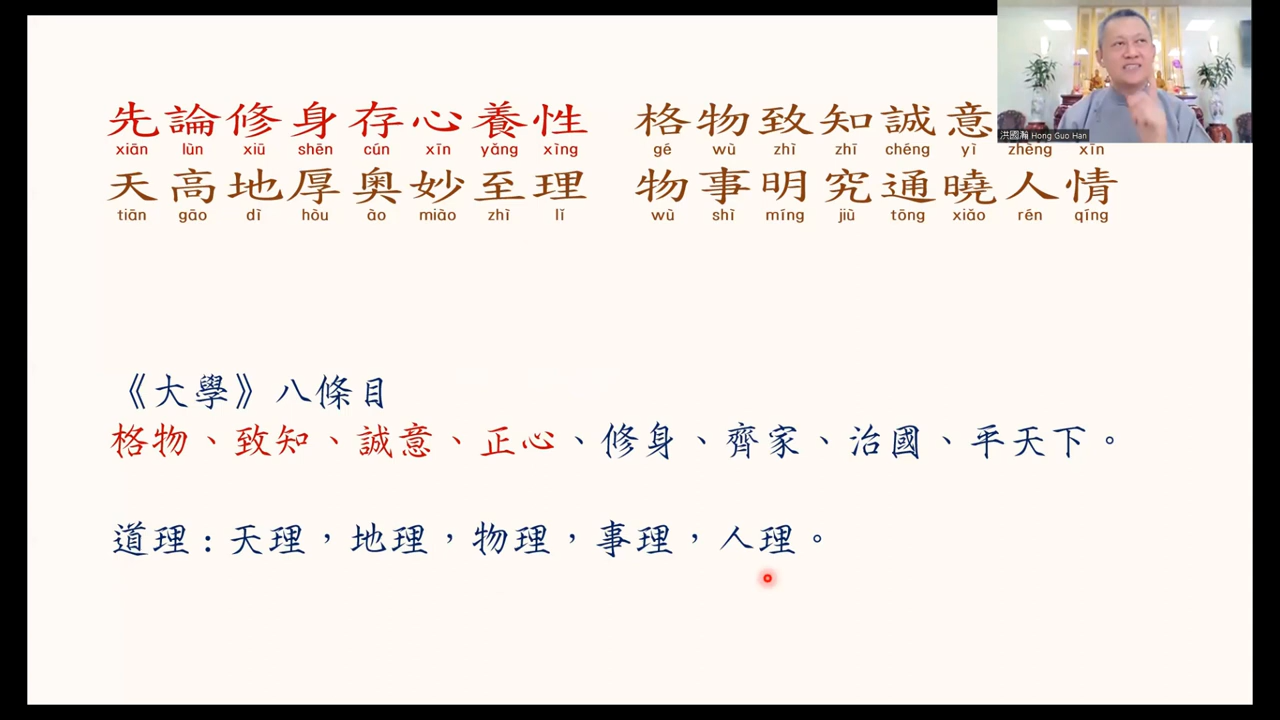 先論修身存心養性 格物致知誠意
xiān lùn xiū shēn cún xīn yǎng xìng gé wù zhì zhī chéng yì zhèng xīn
天高地厚奧妙至理 物事明究通曉人情
tiān gāo dì hòu ào miào zhì lǐ wù shì míng jiù tōng xiǎo rén qíng
洪國瀚 Hong Guo Han
《大學》八條目
格物、致知、誠意、正心、修身、齊家、治國、平天下。
道理:天理,地理,物理,事理,人理。